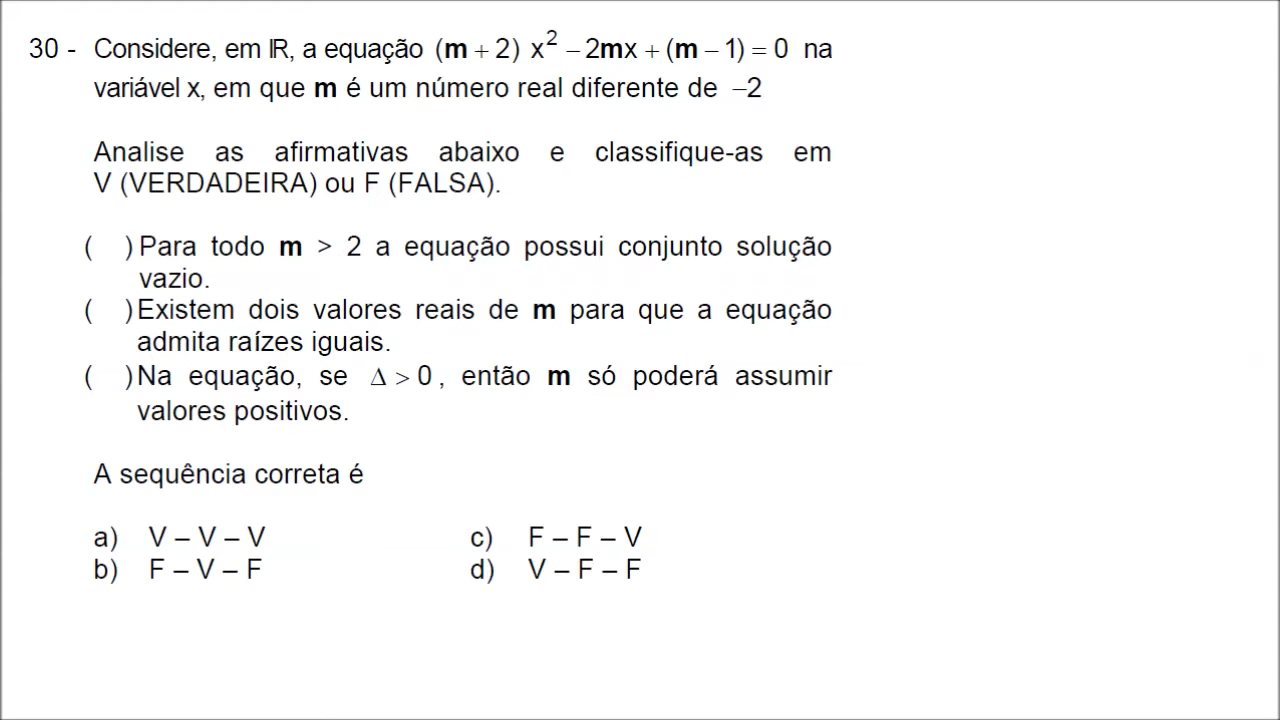 30 - Considere, em IR, a equação (m + 2) x² − 2mx + (m − 1) = 0 na
variável x, em que m é um número real diferente de −2
Analise as afirmativas abaixo e classifique-as em
V (VERDADEIRA) ou F (FALSA).
( ) Para todo m > 2 a equação possui conjunto solução
vazio.
( ) Existem dois valores reais de m para que a equação
admita raízes iguais.
( ) Na equação, se Δ > 0, então m só poderá assumir
valores positivos.
A sequência correta é
a) V – V – V c) F – F – V
b) F – V – F d) V – F – F